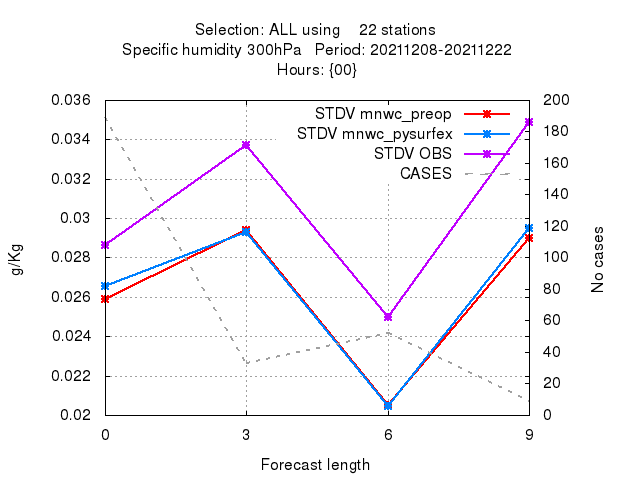 Selection: ALL using 22 stations
Specific humidity 300hPa Period: 20211208-20211222
Hours: {00}
0.036
0.034
0.032
0.03
0.028
0.026
0.024
0.022
0.02
200
180
160
140
120
100
80
60
40
20
0
STDV mnwc_preop
STDV mnwc_pysurfex
STDV OBS
CASES
g/Kg
No cases
0 3 6 9
Forecast length